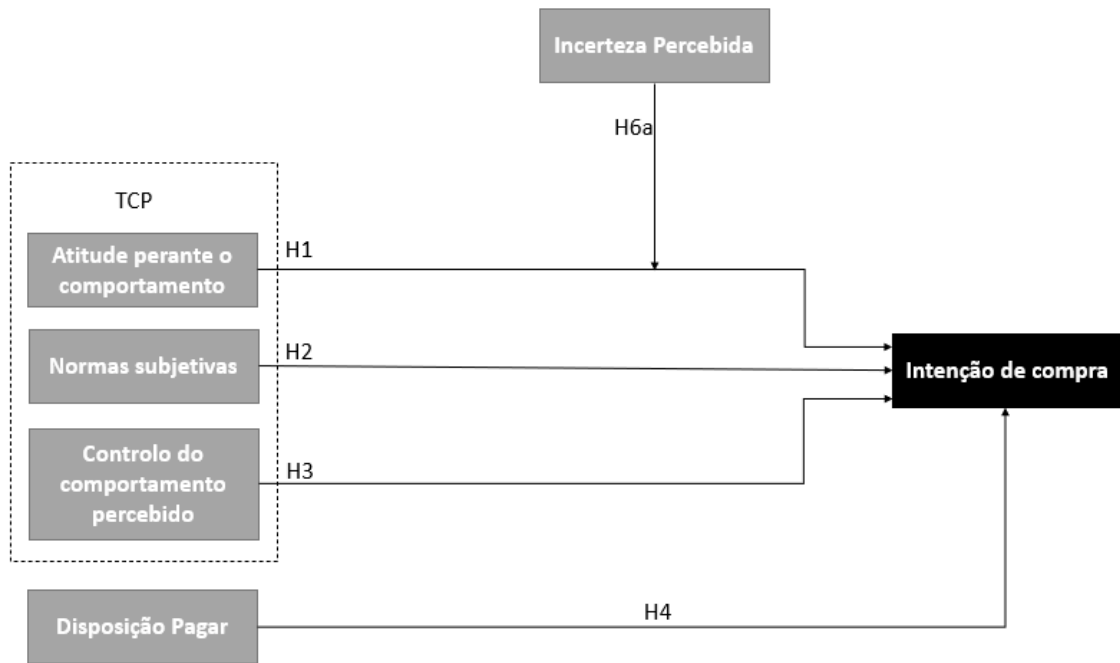 Incerteza Percebida
H6a
TCP
Atitude perante o
comportamento
H1
Normas subjetivas
H2
Intenção de compra
Controlo do
comportamento
percebido
H3
Disposição Pagar
H4